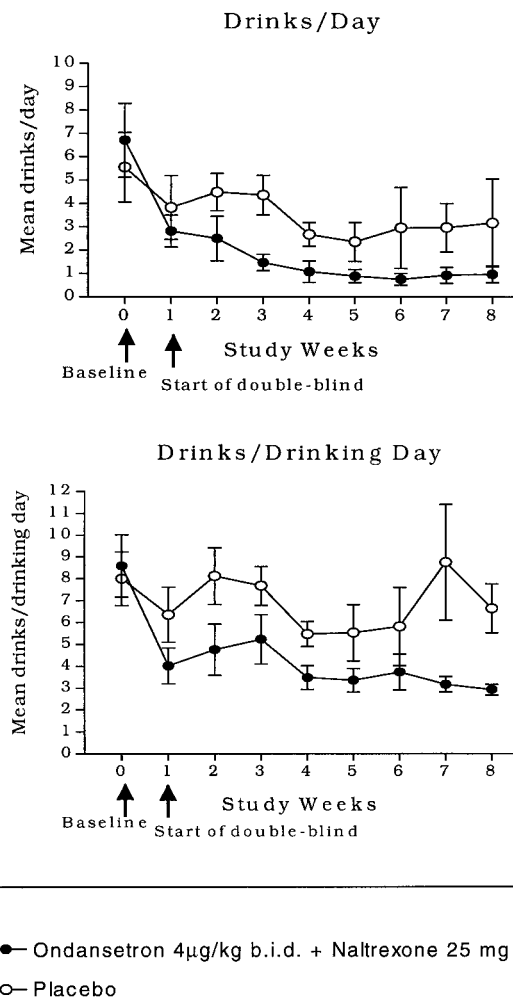 Drinks/Day
Mean drinks/day
10
9
8
7
6
5
4
3
2
1
0
0 1 2 3 4 5 6 7 8
Study Weeks
Baseline
Start of double-blind
Drinks/Drinking Day
Mean drinks/drinking day
12
11
10
9
8
7
6
5
4
3
2
1
0
0 1 2 3 4 5 6 7 8
Study Weeks
Baseline
Start of double-blind
Ondansetron 4µg/kg b.i.d. + Naltrexone 25 mg
Placebo